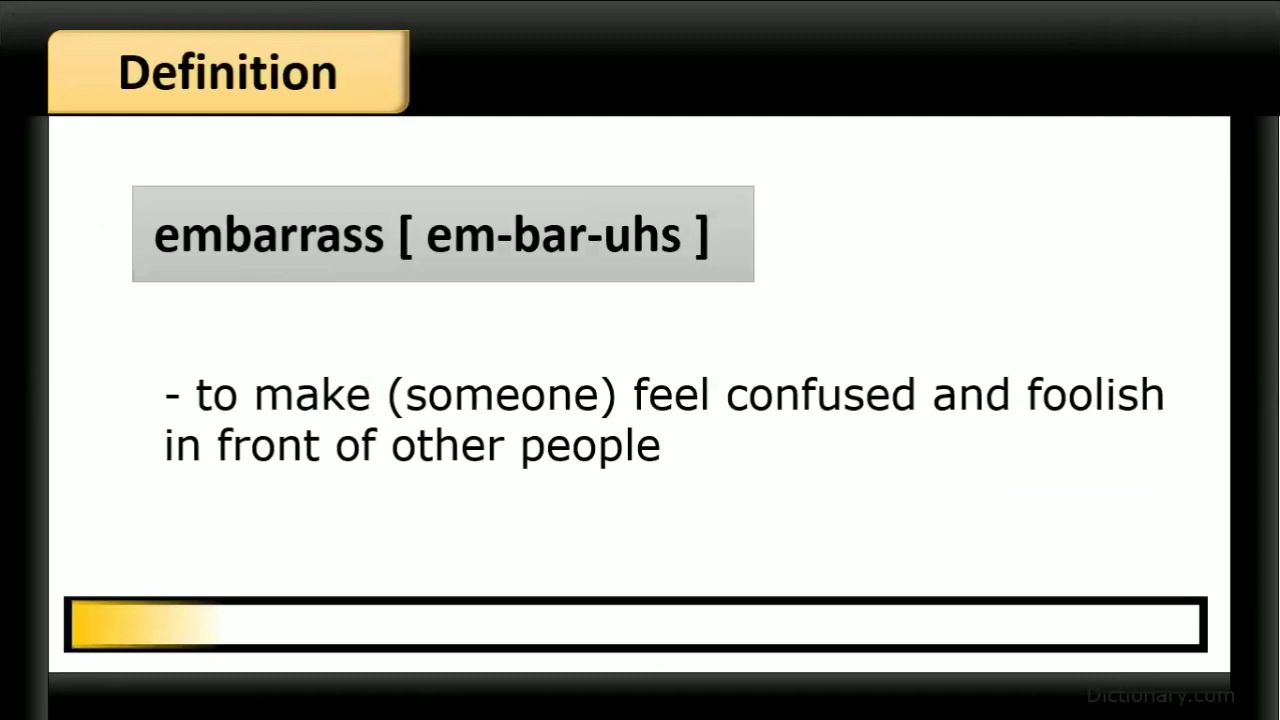 Definition
embarrass [ em-bar-uhs ]
- to make (someone) feel confused and foolish
in front of other people
Dictionary.com